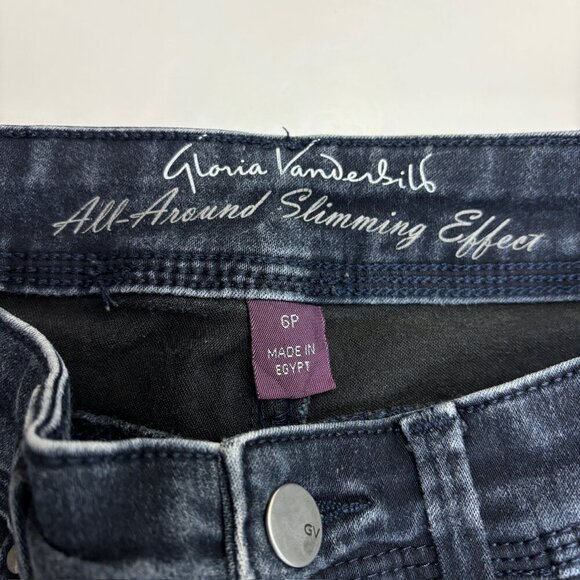 Gloria Vanderbilt
All-Around Slimming Effect
6P
MADE IN
EGYPT
GV